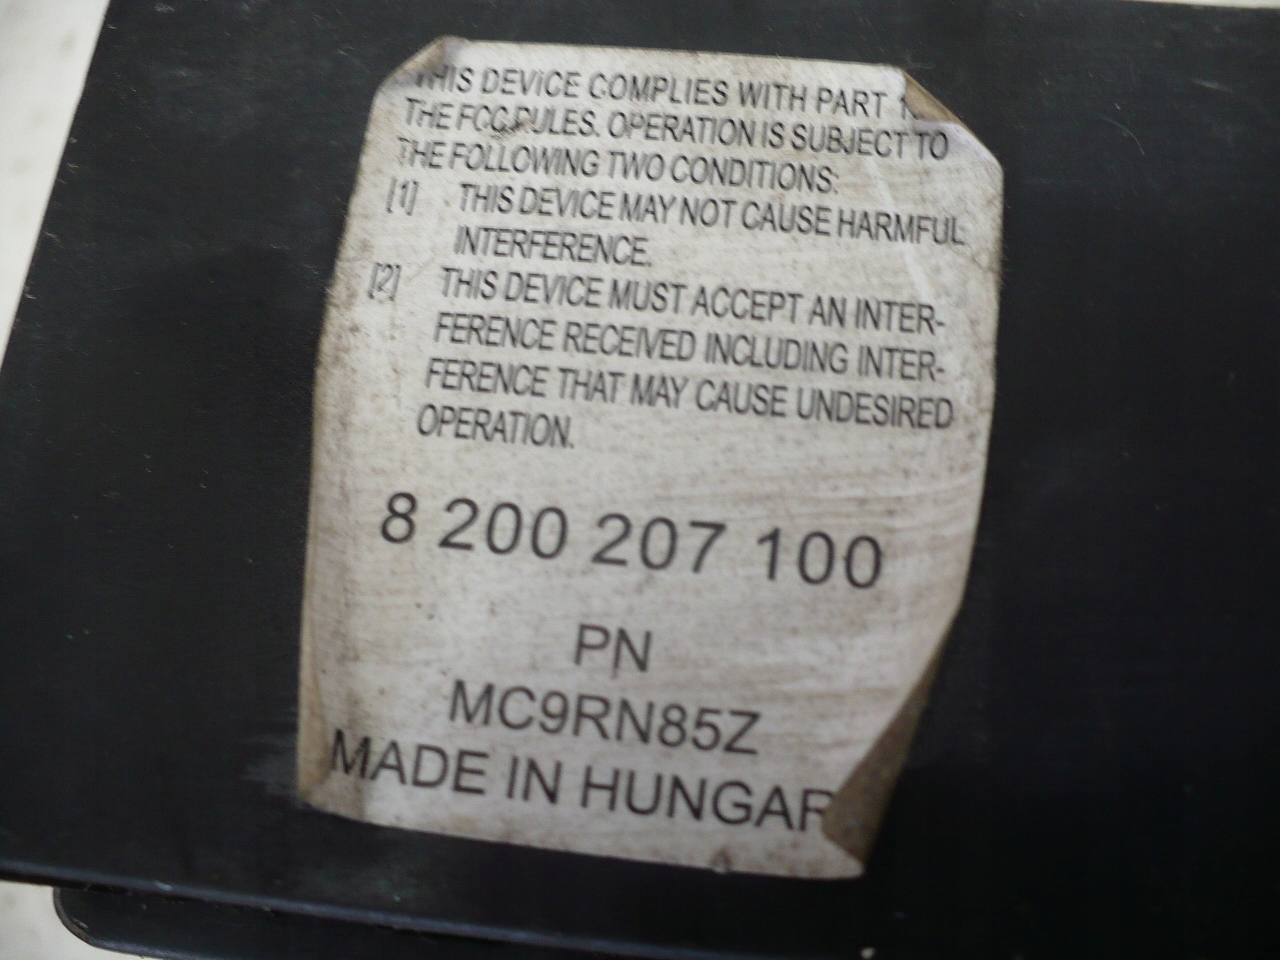 THIS DEVICE COMPLIES WITH PART
THE FCC RULES. OPERATION IS SUBJECT TO
THE FOLLOWING TWO CONDITIONS:
[1] THIS DEVICE MAY NOT CAUSE HARMFUL
INTERFERENCE.
[2] THIS DEVICE MUST ACCEPT AN INTER-
FERENCE RECEIVED INCLUDING INTER-
FERENCE THAT MAY CAUSE UNDESIRED
OPERATION.
8 200 207 100
PN
MC9RN85Z
MADE IN HUNGAR